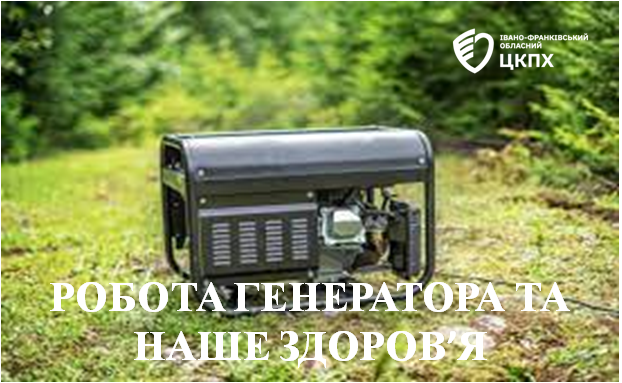 ІВАНО-ФРАНКІВСЬКИЙ
ОБЛАСНИЙ
ЦКПХ
РОБОТА ГЕНЕРАТОРА ТА
НАШЕ ЗДОРОВ'Я